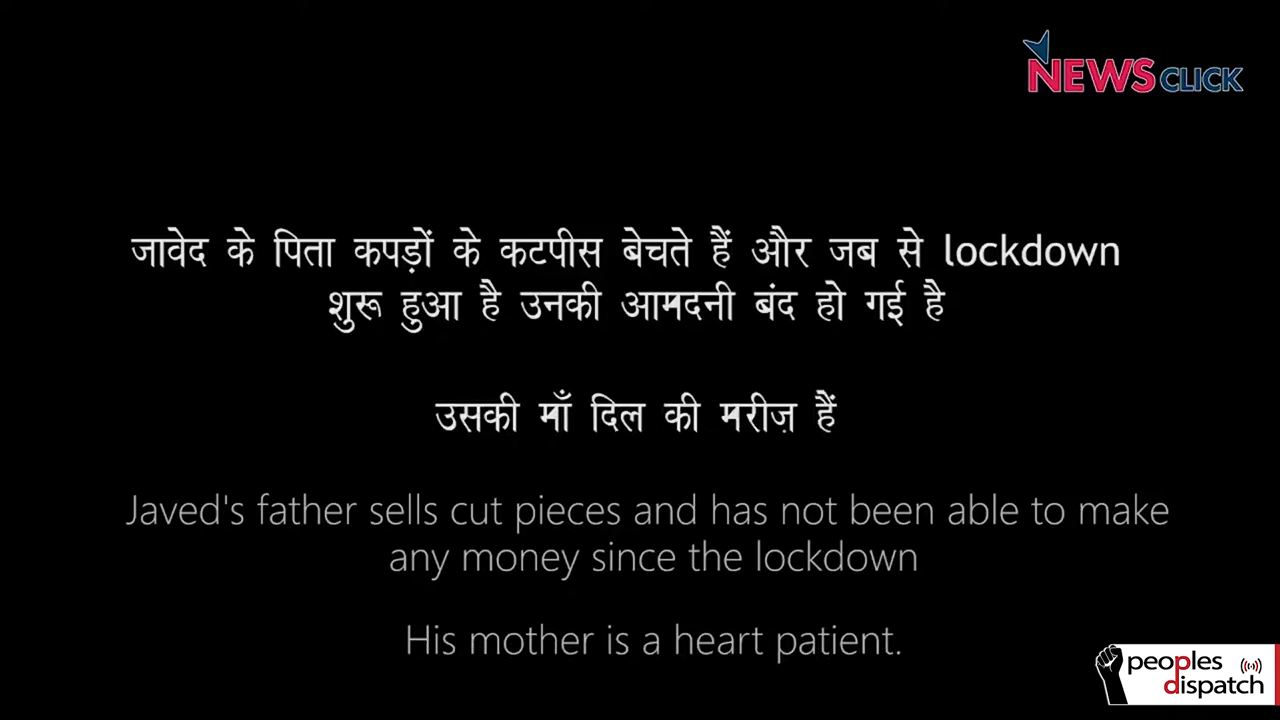 NEWSCLICK
जावेद के पिता कपड़ों के कटपीस बेचते हैं और जब से lockdown
शुरू हुआ है उनकी आमदनी बंद हो गई है
उसकी माँ दिल की मरीज़ हैं
Javed's father sells cut pieces and has not been able to make
any money since the lockdown
His mother is a heart patient.
peoples
dispatch